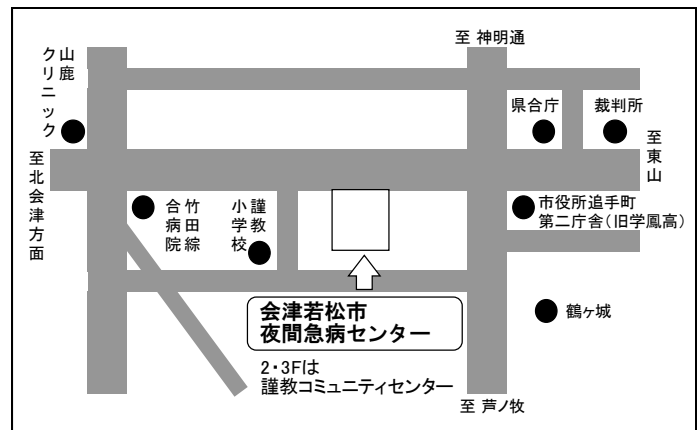 至 神明通
山鹿
クリニック
県合庁
裁判所
至東山
至北会津方面
竹田綜
合病院
謹教
小学校
市役所追手町
第二庁舎(旧学鳳高)
会津若松市
夜間急病センター
鶴ヶ城
2・3Fは
謹教コミュニティセンター
至 芦ノ牧